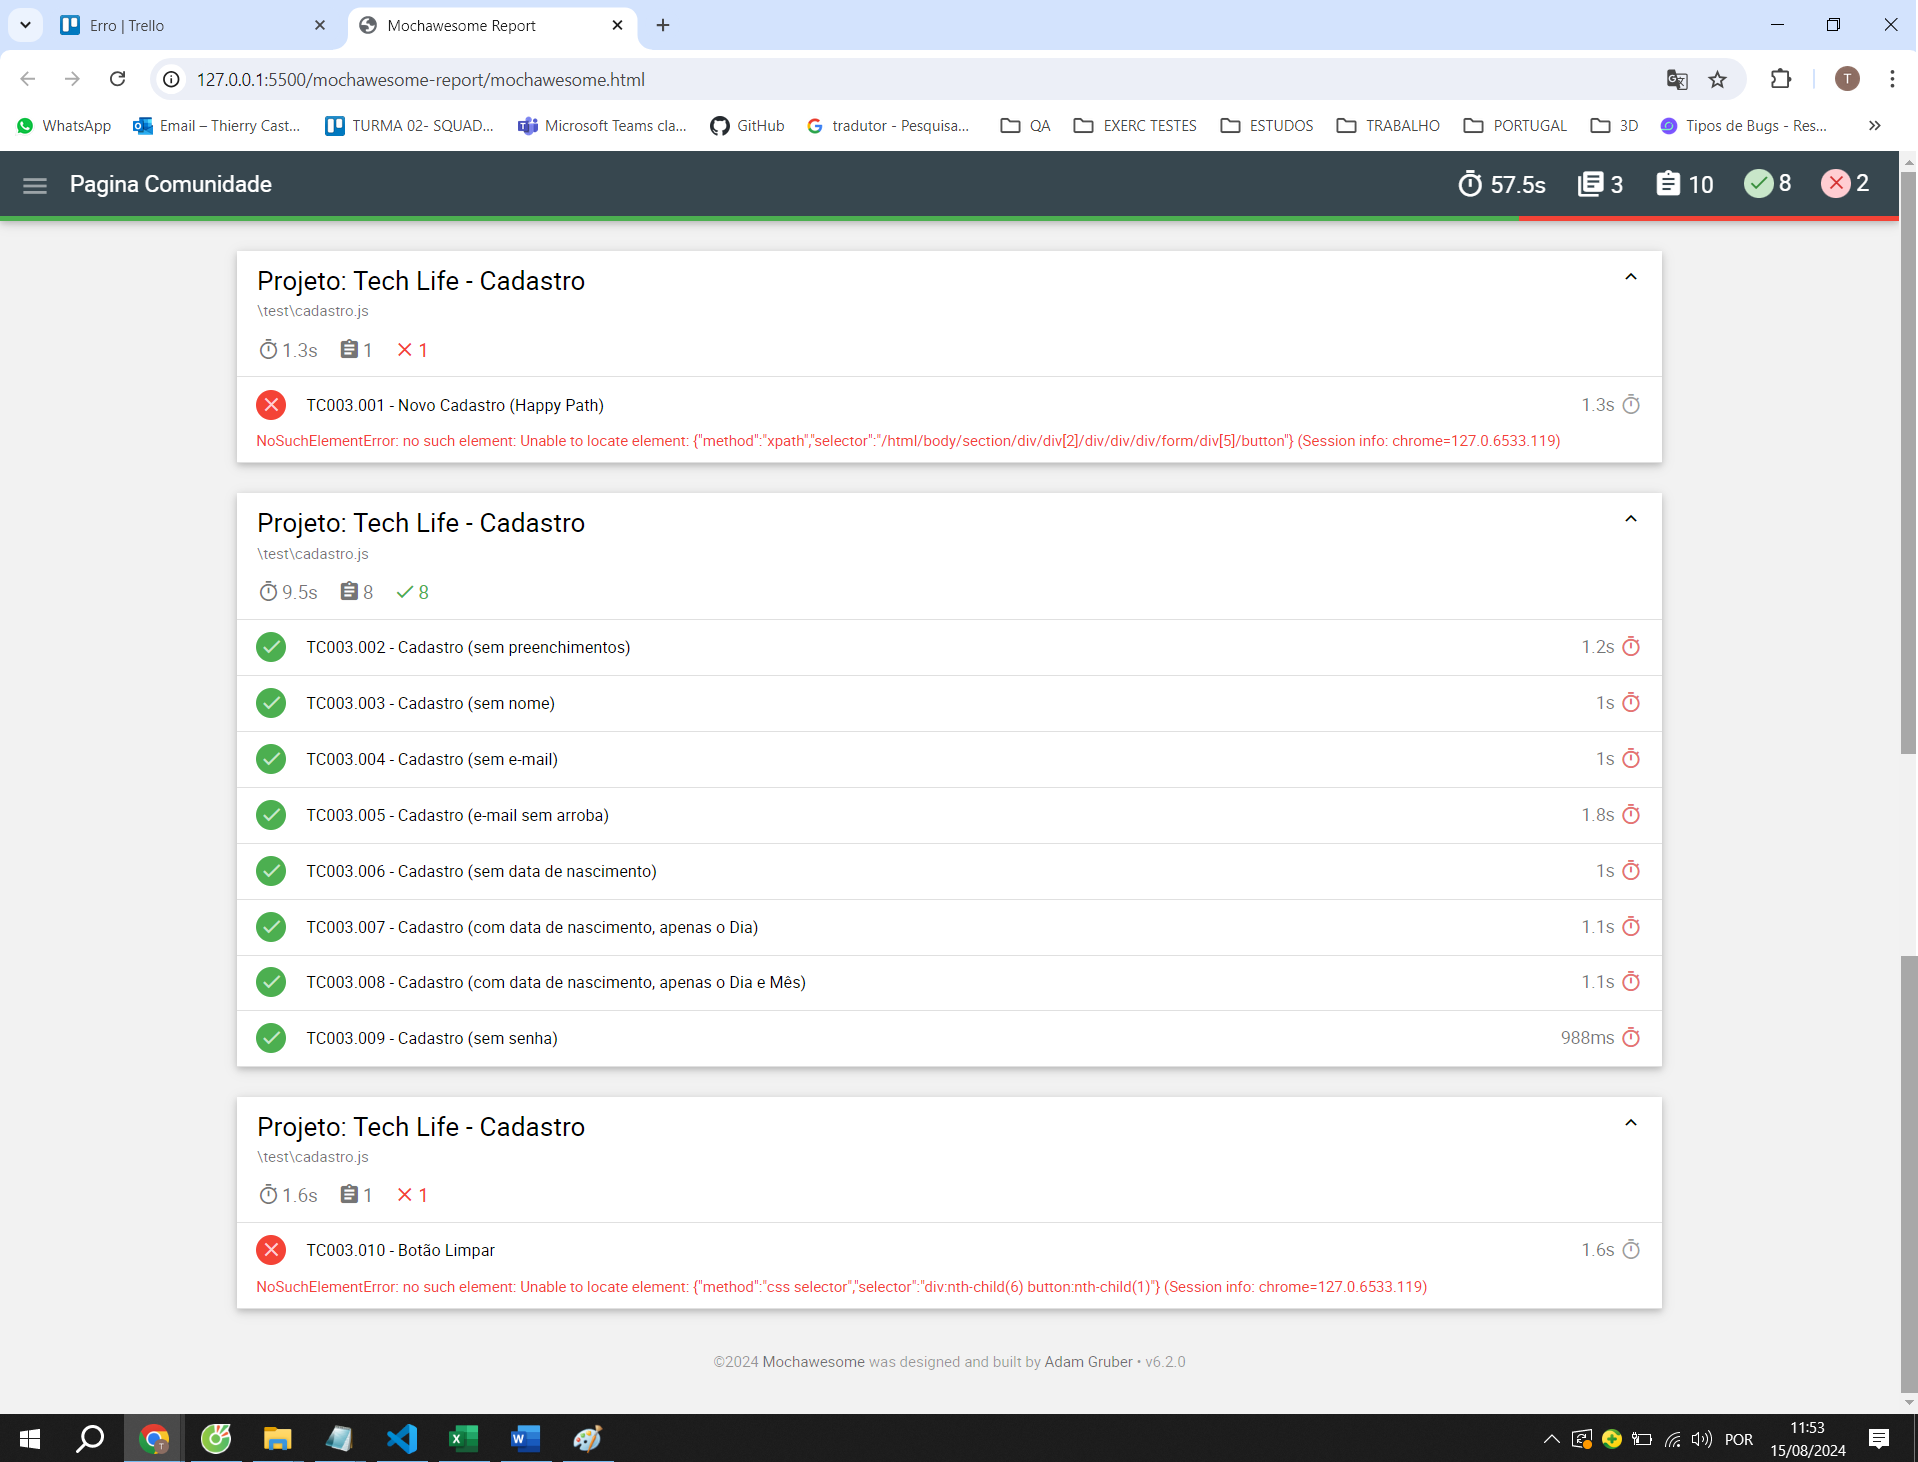 Erro | Trello
Mochawesome Report
127.0.0.1:5500/mochawesome-report/mochawesome.html
T
WhatsApp
Email – Thierry Cast...
TURMA 02- SQUAD...
Microsoft Teams cla...
GitHub
tradutor - Pesquisa...
QA
EXERC TESTES
ESTUDOS
TRABALHO
PORTUGAL
3D
Tipos de Bugs - Res...
Pagina Comunidade
57.5s
3
10
8
2
Projeto: Tech Life - Cadastro
\test\cadastro.js
1.3s 1 1
TC003.001 - Novo Cadastro (Happy Path) 1.3s
NoSuchElementError: no such element: Unable to locate element: {"method":"xpath","selector":"/html/body/section/div/div[2]/div/div/div/form/div[5]/button"} (Session info: chrome=127.0.6533.119)
Projeto: Tech Life - Cadastro
\test\cadastro.js
9.5s 8 8
TC003.002 - Cadastro (sem preenchimentos) 1.2s
TC003.003 - Cadastro (sem nome) 1s
TC003.004 - Cadastro (sem e-mail) 1s
TC003.005 - Cadastro (e-mail sem arroba) 1.8s
TC003.006 - Cadastro (sem data de nascimento) 1s
TC003.007 - Cadastro (com data de nascimento, apenas o Dia) 1.1s
TC003.008 - Cadastro (com data de nascimento, apenas o Dia e Mês) 1.1s
TC003.009 - Cadastro (sem senha) 988ms
Projeto: Tech Life - Cadastro
\test\cadastro.js
1.6s 1 1
TC003.010 - Botão Limpar 1.6s
NoSuchElementError: no such element: Unable to locate element: {"method":"css selector","selector":"div:nth-child(6) button:nth-child(1)"} (Session info: chrome=127.0.6533.119)
©2024 Mochawesome was designed and built by Adam Gruber • v6.2.0
POR
11:53
15/08/2024